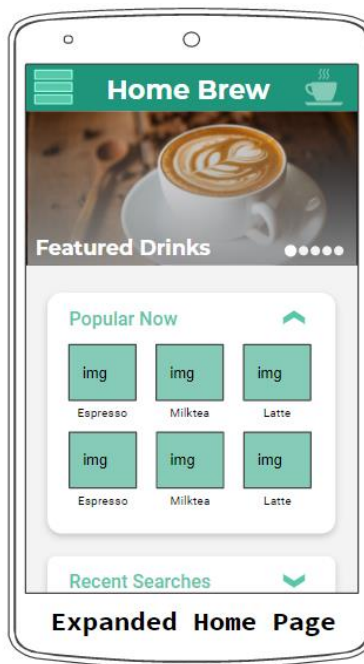 Home Brew
Featured Drinks
Popular Now
img img img
Espresso Milktea Latte
img img img
Espresso Milktea Latte
Recent Searches
Expanded Home Page